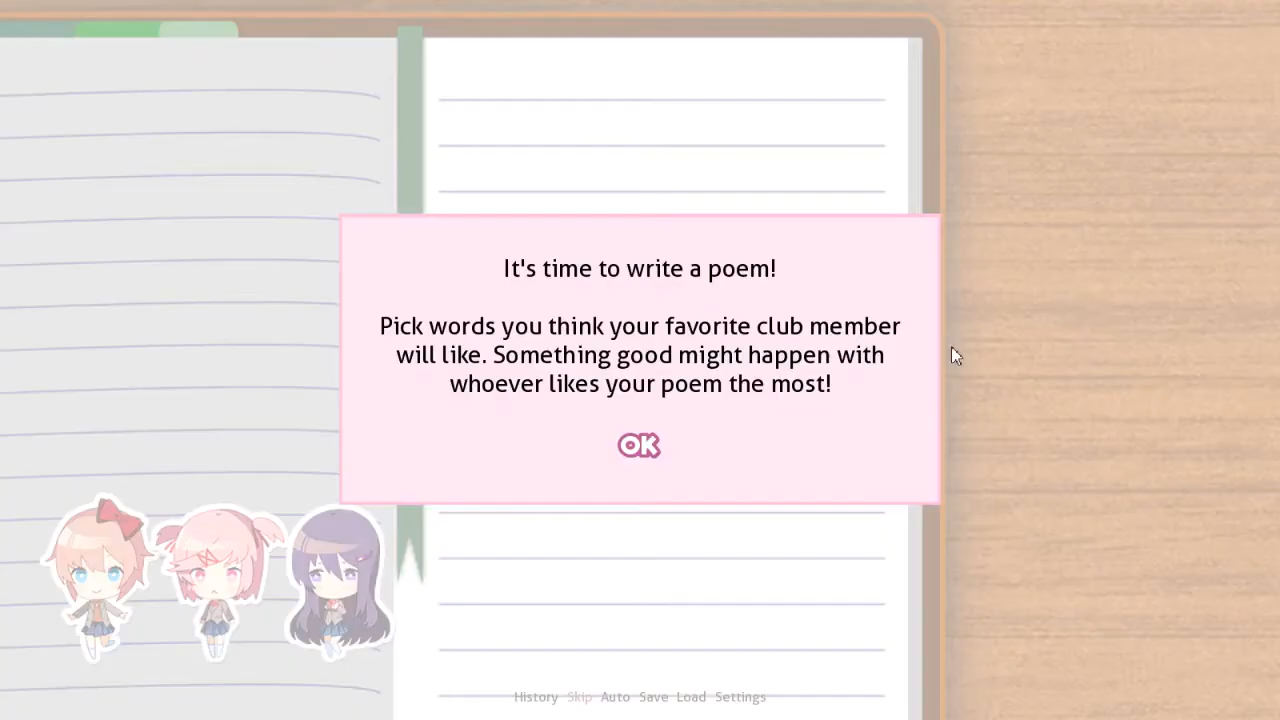 It's time to write a poem!
Pick words you think your favorite club member
will like. Something good might happen with
whoever likes your poem the most!
OK
History Skip Auto Save Load Settings